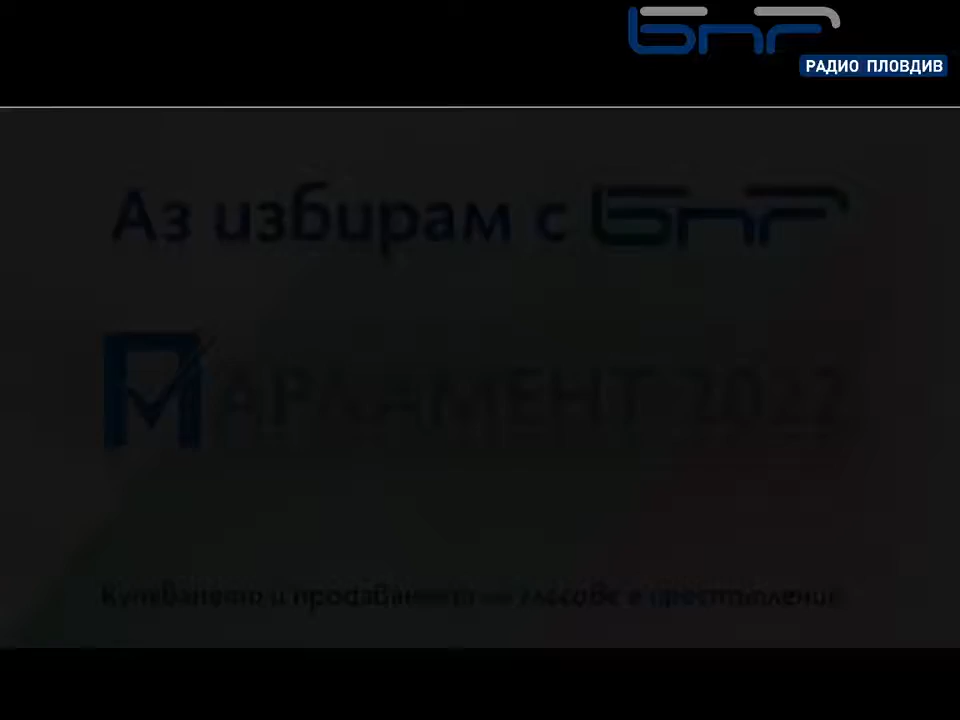 БНР
РАДИО ПЛОВДИВ
Аз избирам с БНР
ПАРЛАМЕНТ 2022
Купуването и продаването на гласове е престъпление